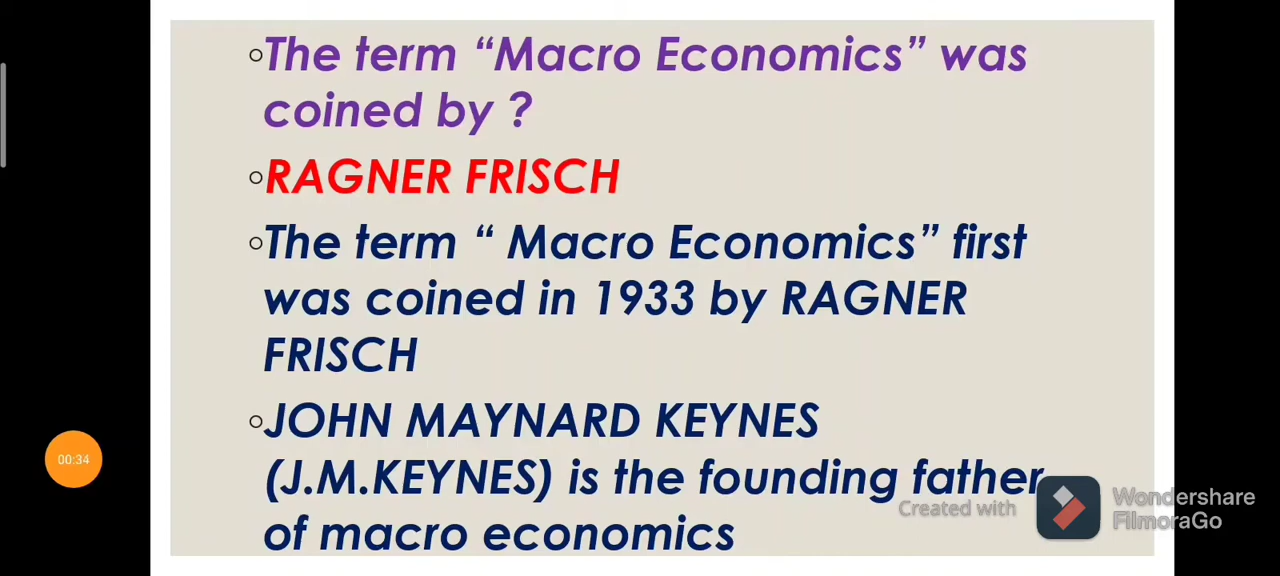 The term “Macro Economics” was
coined by ?
RAGNER FRISCH
The term “ Macro Economics” first
was coined in 1933 by RAGNER
FRISCH
JOHN MAYNARD KEYNES
(J.M.KEYNES) is the founding father
of macro economics
00:34
Created with
Wondershare
FilmoraGo